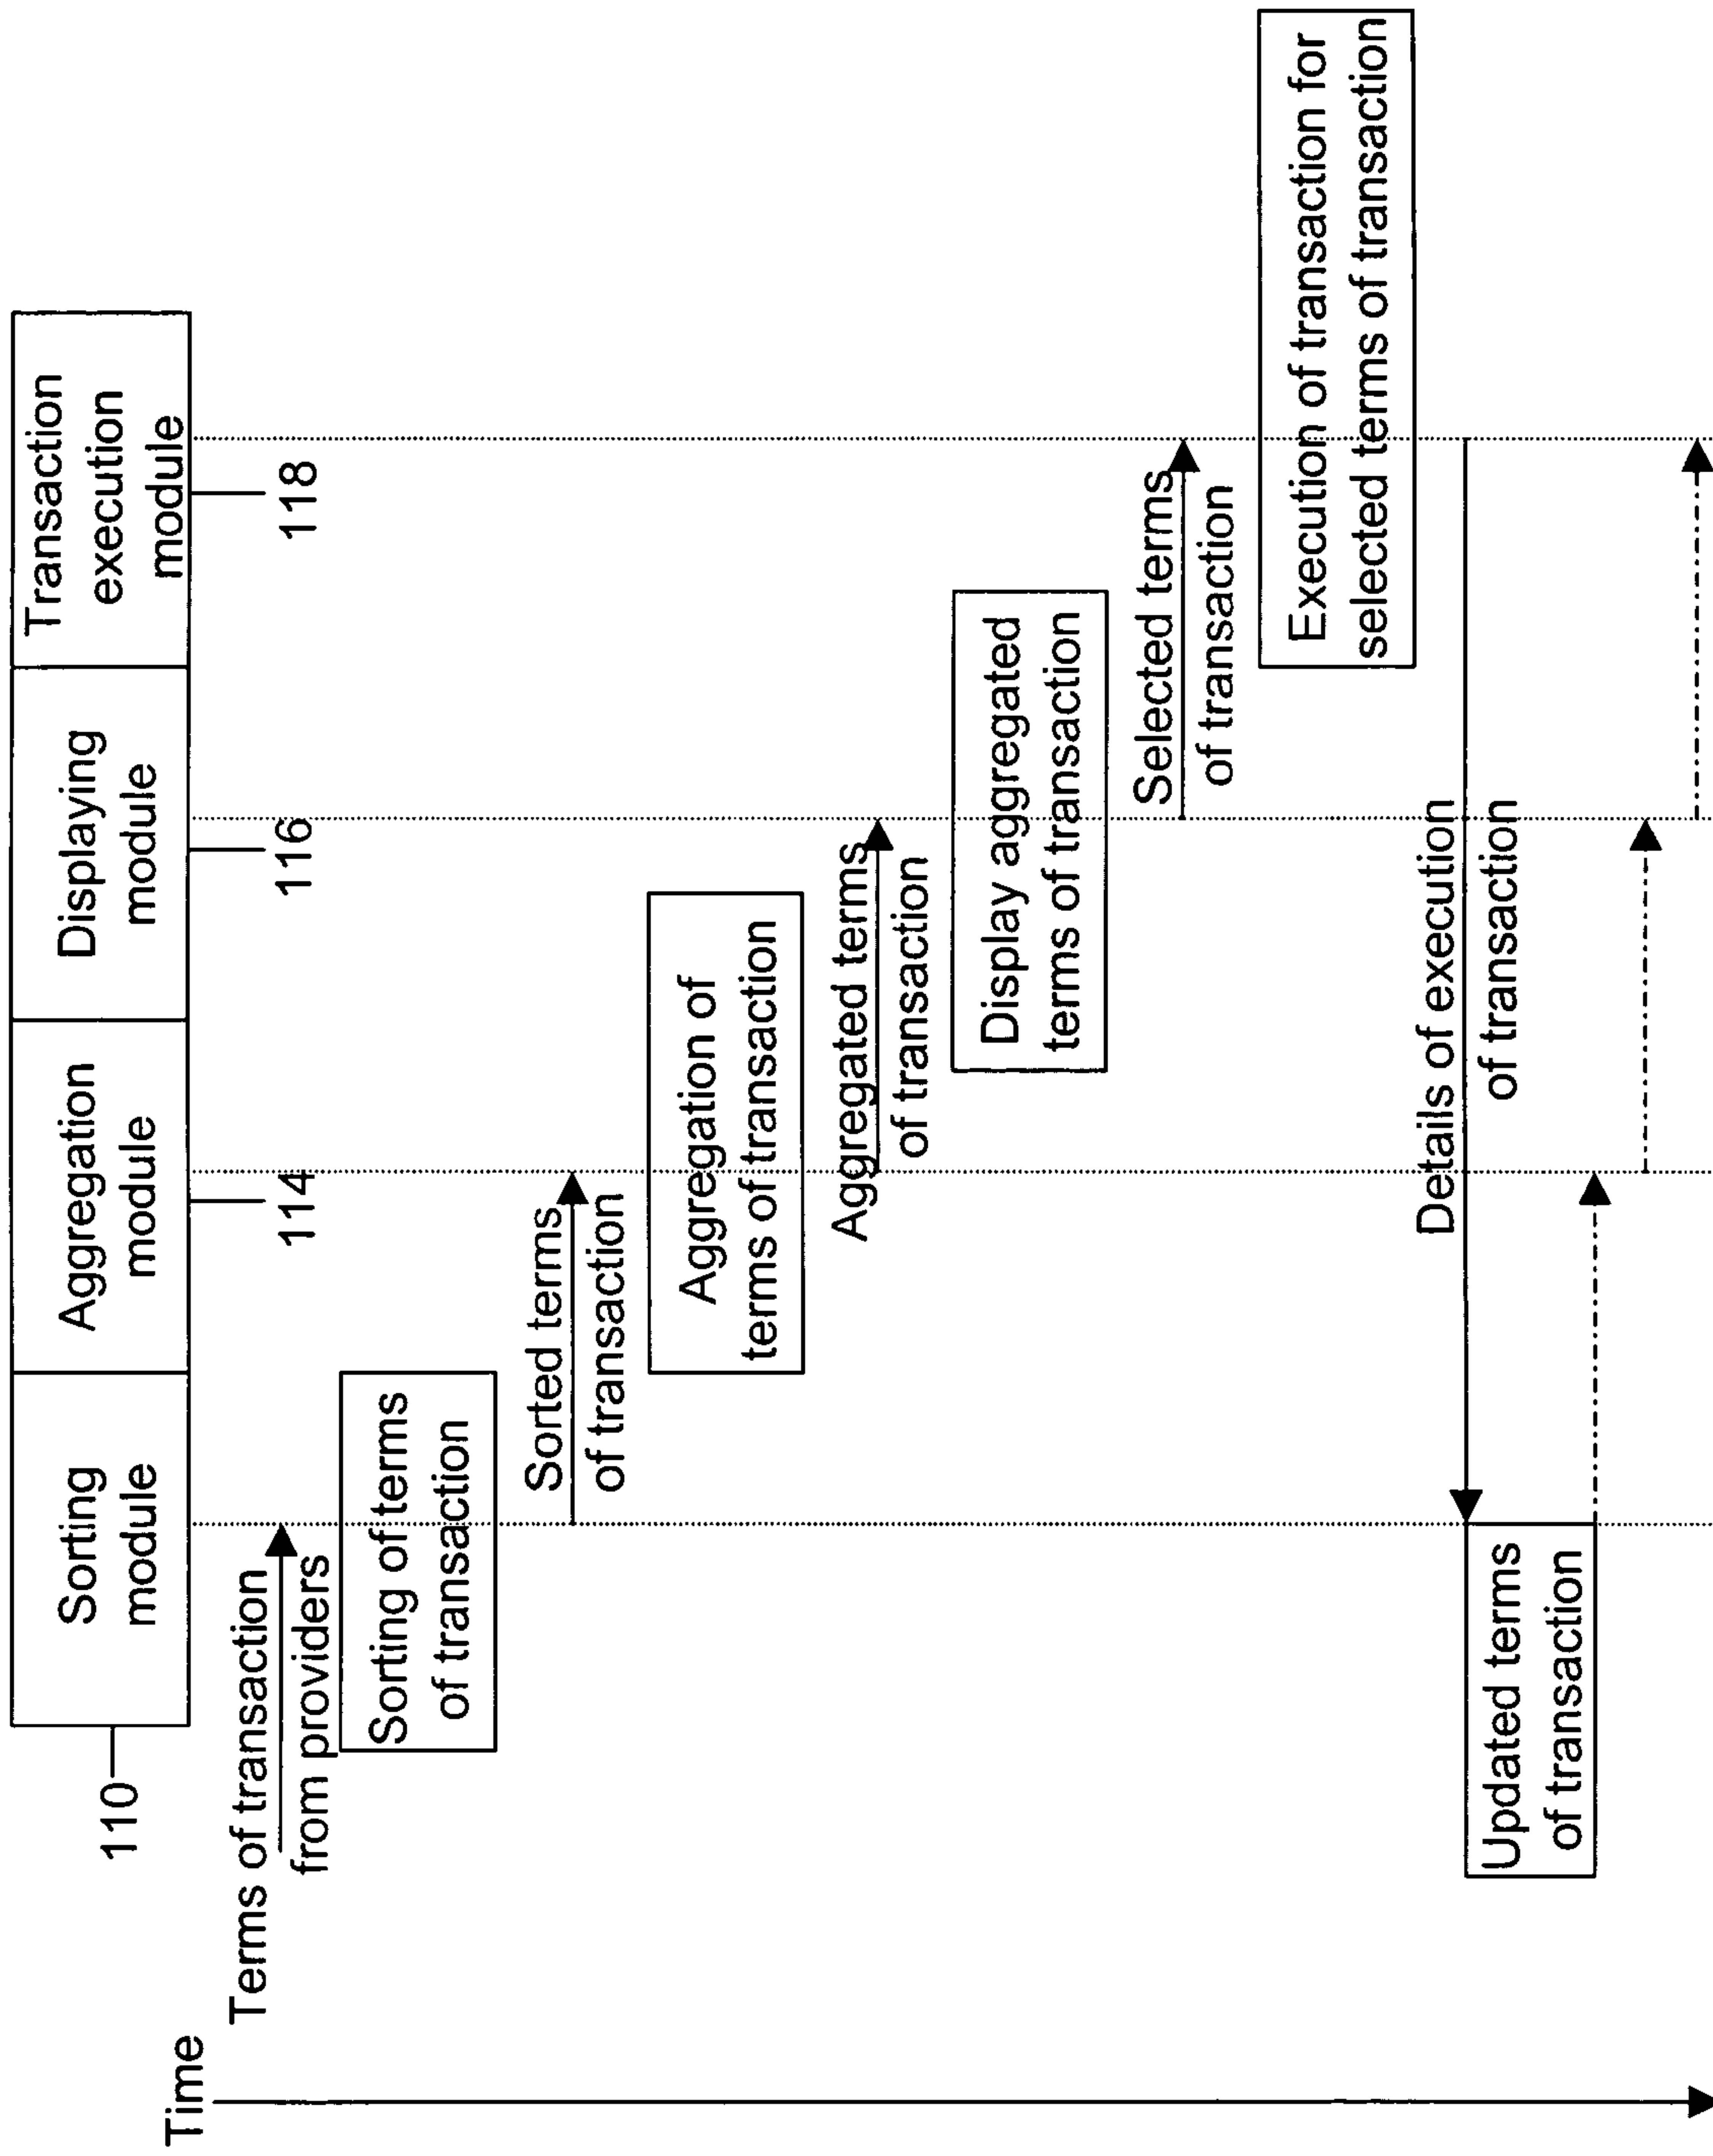 Time
Sorting
module
Aggregation
module
Displaying
module
Transaction
execution
module
110
114
116
118
Terms of transaction
from providers
Sorting of terms
of transaction
Sorted terms
of transaction
Aggregation of
terms of transaction
Aggregated terms
of transaction
Display aggregated
terms of transaction
Selected terms
of transaction
Execution of transaction for
selected terms of transaction
Details of execution
of transaction
Updated terms
of transaction